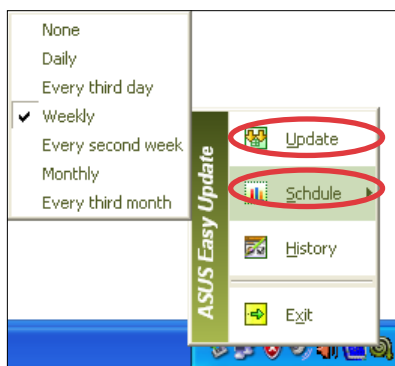 None
Daily
Every third day
Weekly
Every second week
Monthly
Every third month
ASUS Easy Update
Update
Schdule
History
Exit